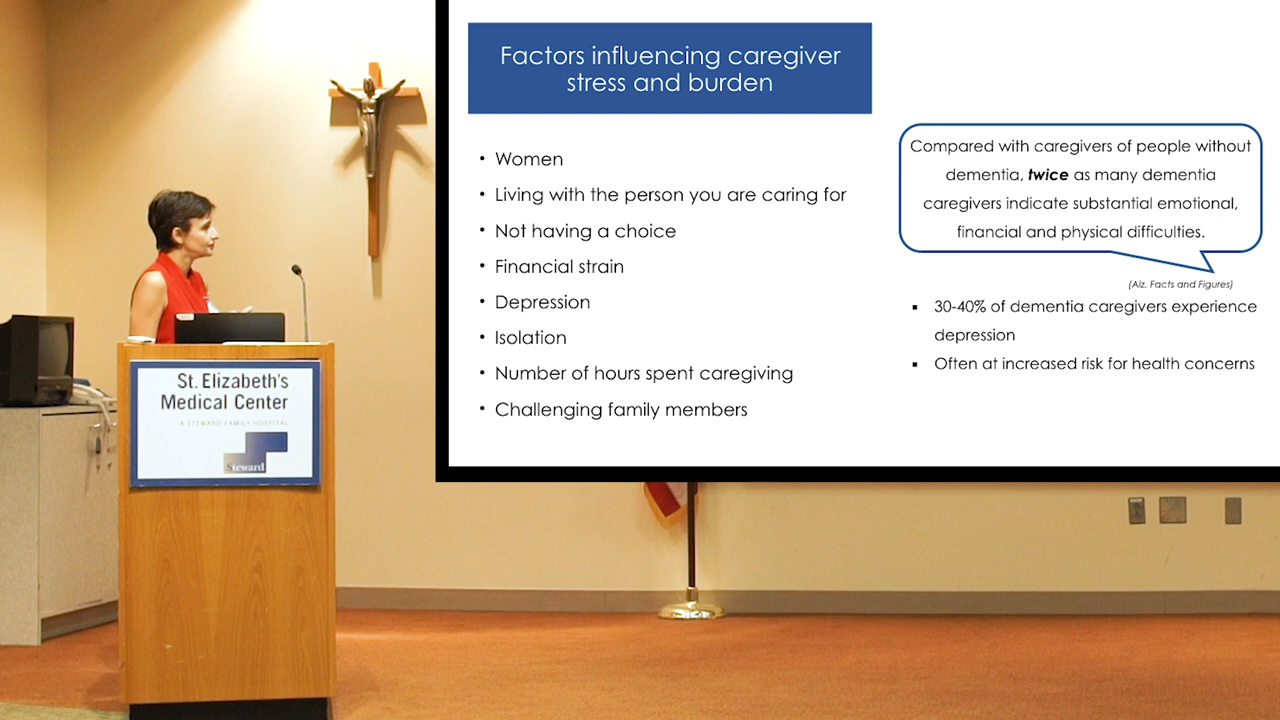 Factors influencing caregiver
stress and burden
• Women
• Living with the person you are caring for
• Not having a choice
• Financial strain
• Depression
• Isolation
• Number of hours spent caregiving
• Challenging family members
Compared with caregivers of people without
dementia, twice as many dementia
caregivers indicate substantial emotional,
financial and physical difficulties.
(Alz. Facts and Figures)
▪ 30-40% of dementia caregivers experience
depression
▪ Often at increased risk for health concerns
St. Elizabeth's
Medical Center
A STEWARD FAMILY HOSPITAL
Steward